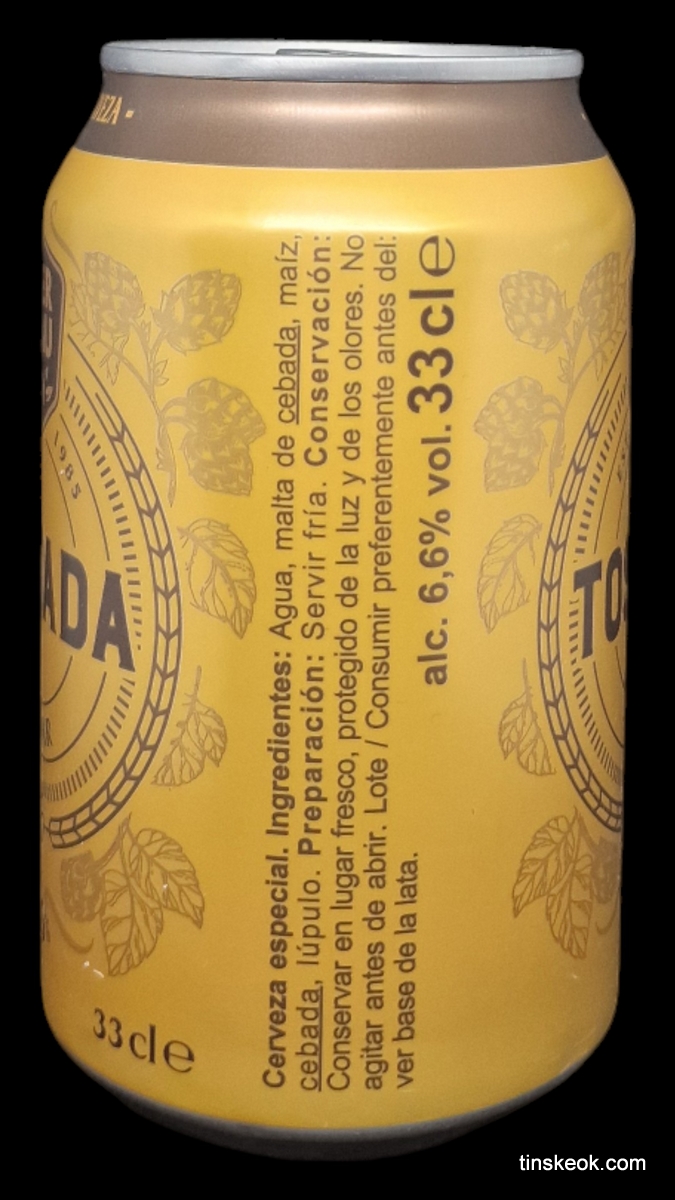 - 
1985
ADA
33 cl e
Cerveza especial. Ingredientes: Agua, malta de cebada, maíz,
cebada, lúpulo. Preparación: Servir fría. Conservación:
Conservar en lugar fresco, protegido de la luz y de los olores. No
agitar antes de abrir. Lote / Consumir preferentemente antes del:
ver base de la lata.
alc. 6,6% vol. 33 cl e
TOS
tinskeok.com